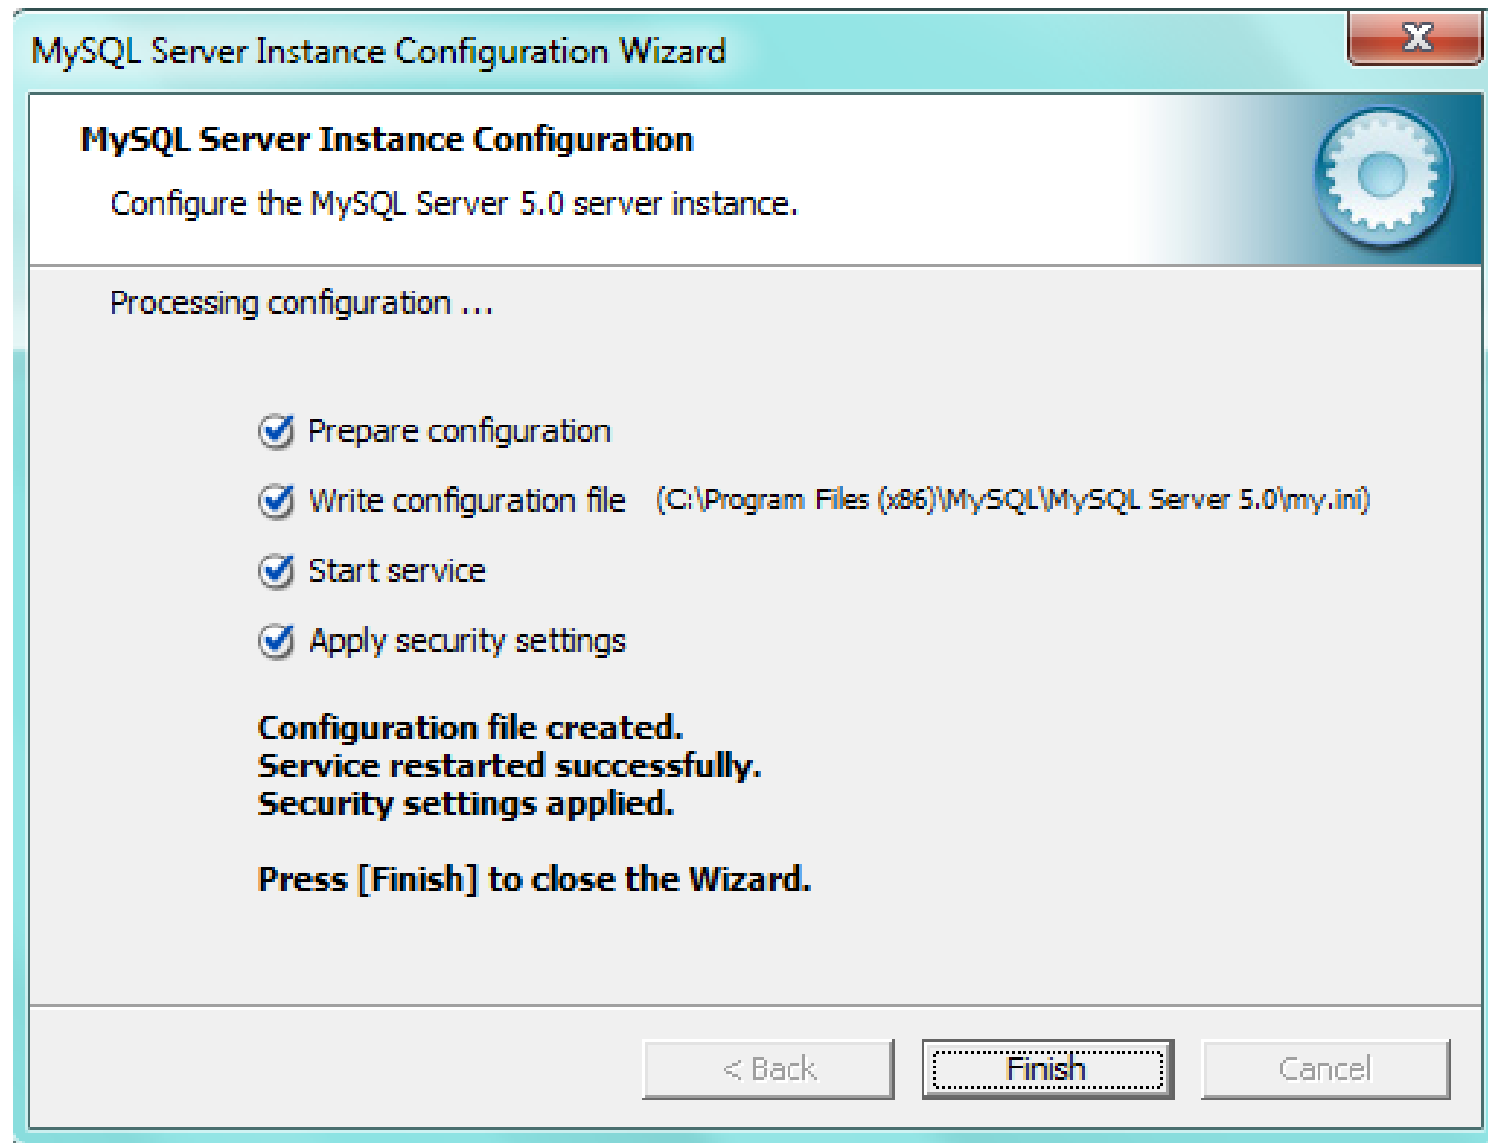 MySQL Server Instance Configuration Wizard
MySQL Server Instance Configuration
Configure the MySQL Server 5.0 server instance.
Processing configuration ...
Prepare configuration
Write configuration file (C:\Program Files (x86)\MySQL\MySQL Server 5.0\my.ini)
Start service
Apply security settings
Configuration file created.
Service restarted successfully.
Security settings applied.
Press [Finish] to close the Wizard.
< Back Finish Cancel